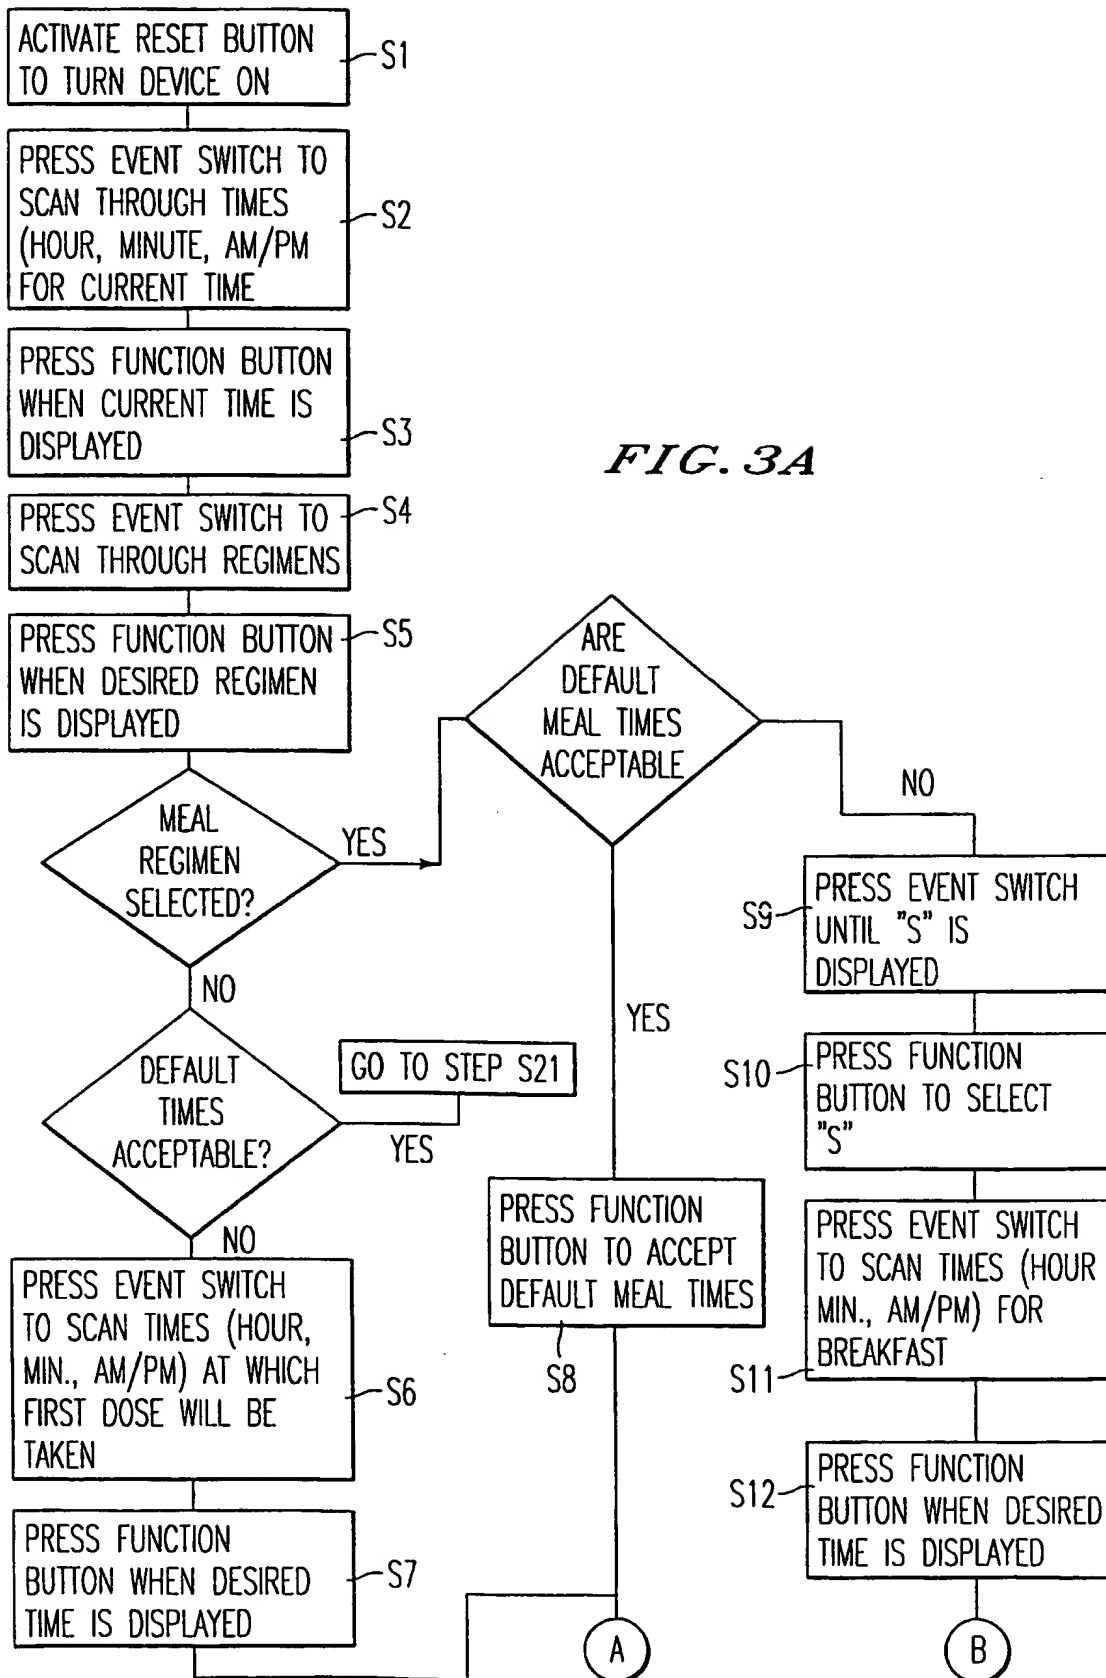 ACTIVATE RESET BUTTON
TO TURN DEVICE ON
S1
PRESS EVENT SWITCH TO
SCAN THROUGH TIMES
(HOUR, MINUTE, AM/PM
FOR CURRENT TIME
S2
PRESS FUNCTION BUTTON
WHEN CURRENT TIME IS
DISPLAYED
S3
FIG. 3A
PRESS EVENT SWITCH TO
SCAN THROUGH REGIMENS
S4
PRESS FUNCTION BUTTON
WHEN DESIRED REGIMEN
IS DISPLAYED
S5
MEAL
REGIMEN
SELECTED?
YES
NO
DEFAULT
TIMES
ACCEPTABLE?
GO TO STEP S21
YES
NO
PRESS EVENT SWITCH
TO SCAN TIMES (HOUR,
MIN., AM/PM) AT WHICH
FIRST DOSE WILL BE
TAKEN
S6
PRESS FUNCTION
BUTTON WHEN DESIRED
TIME IS DISPLAYED
S7
ARE
DEFAULT
MEAL TIMES
ACCEPTABLE
YES
NO
PRESS FUNCTION
BUTTON TO ACCEPT
DEFAULT MEAL TIMES
S8
A
PRESS EVENT SWITCH
UNTIL "S" IS
DISPLAYED
S9
PRESS FUNCTION
BUTTON TO SELECT
"S"
S10
PRESS EVENT SWITCH
TO SCAN TIMES (HOUR
MIN., AM/PM) FOR
BREAKFAST
S11
PRESS FUNCTION
BUTTON WHEN DESIRED
TIME IS DISPLAYED
S12
B